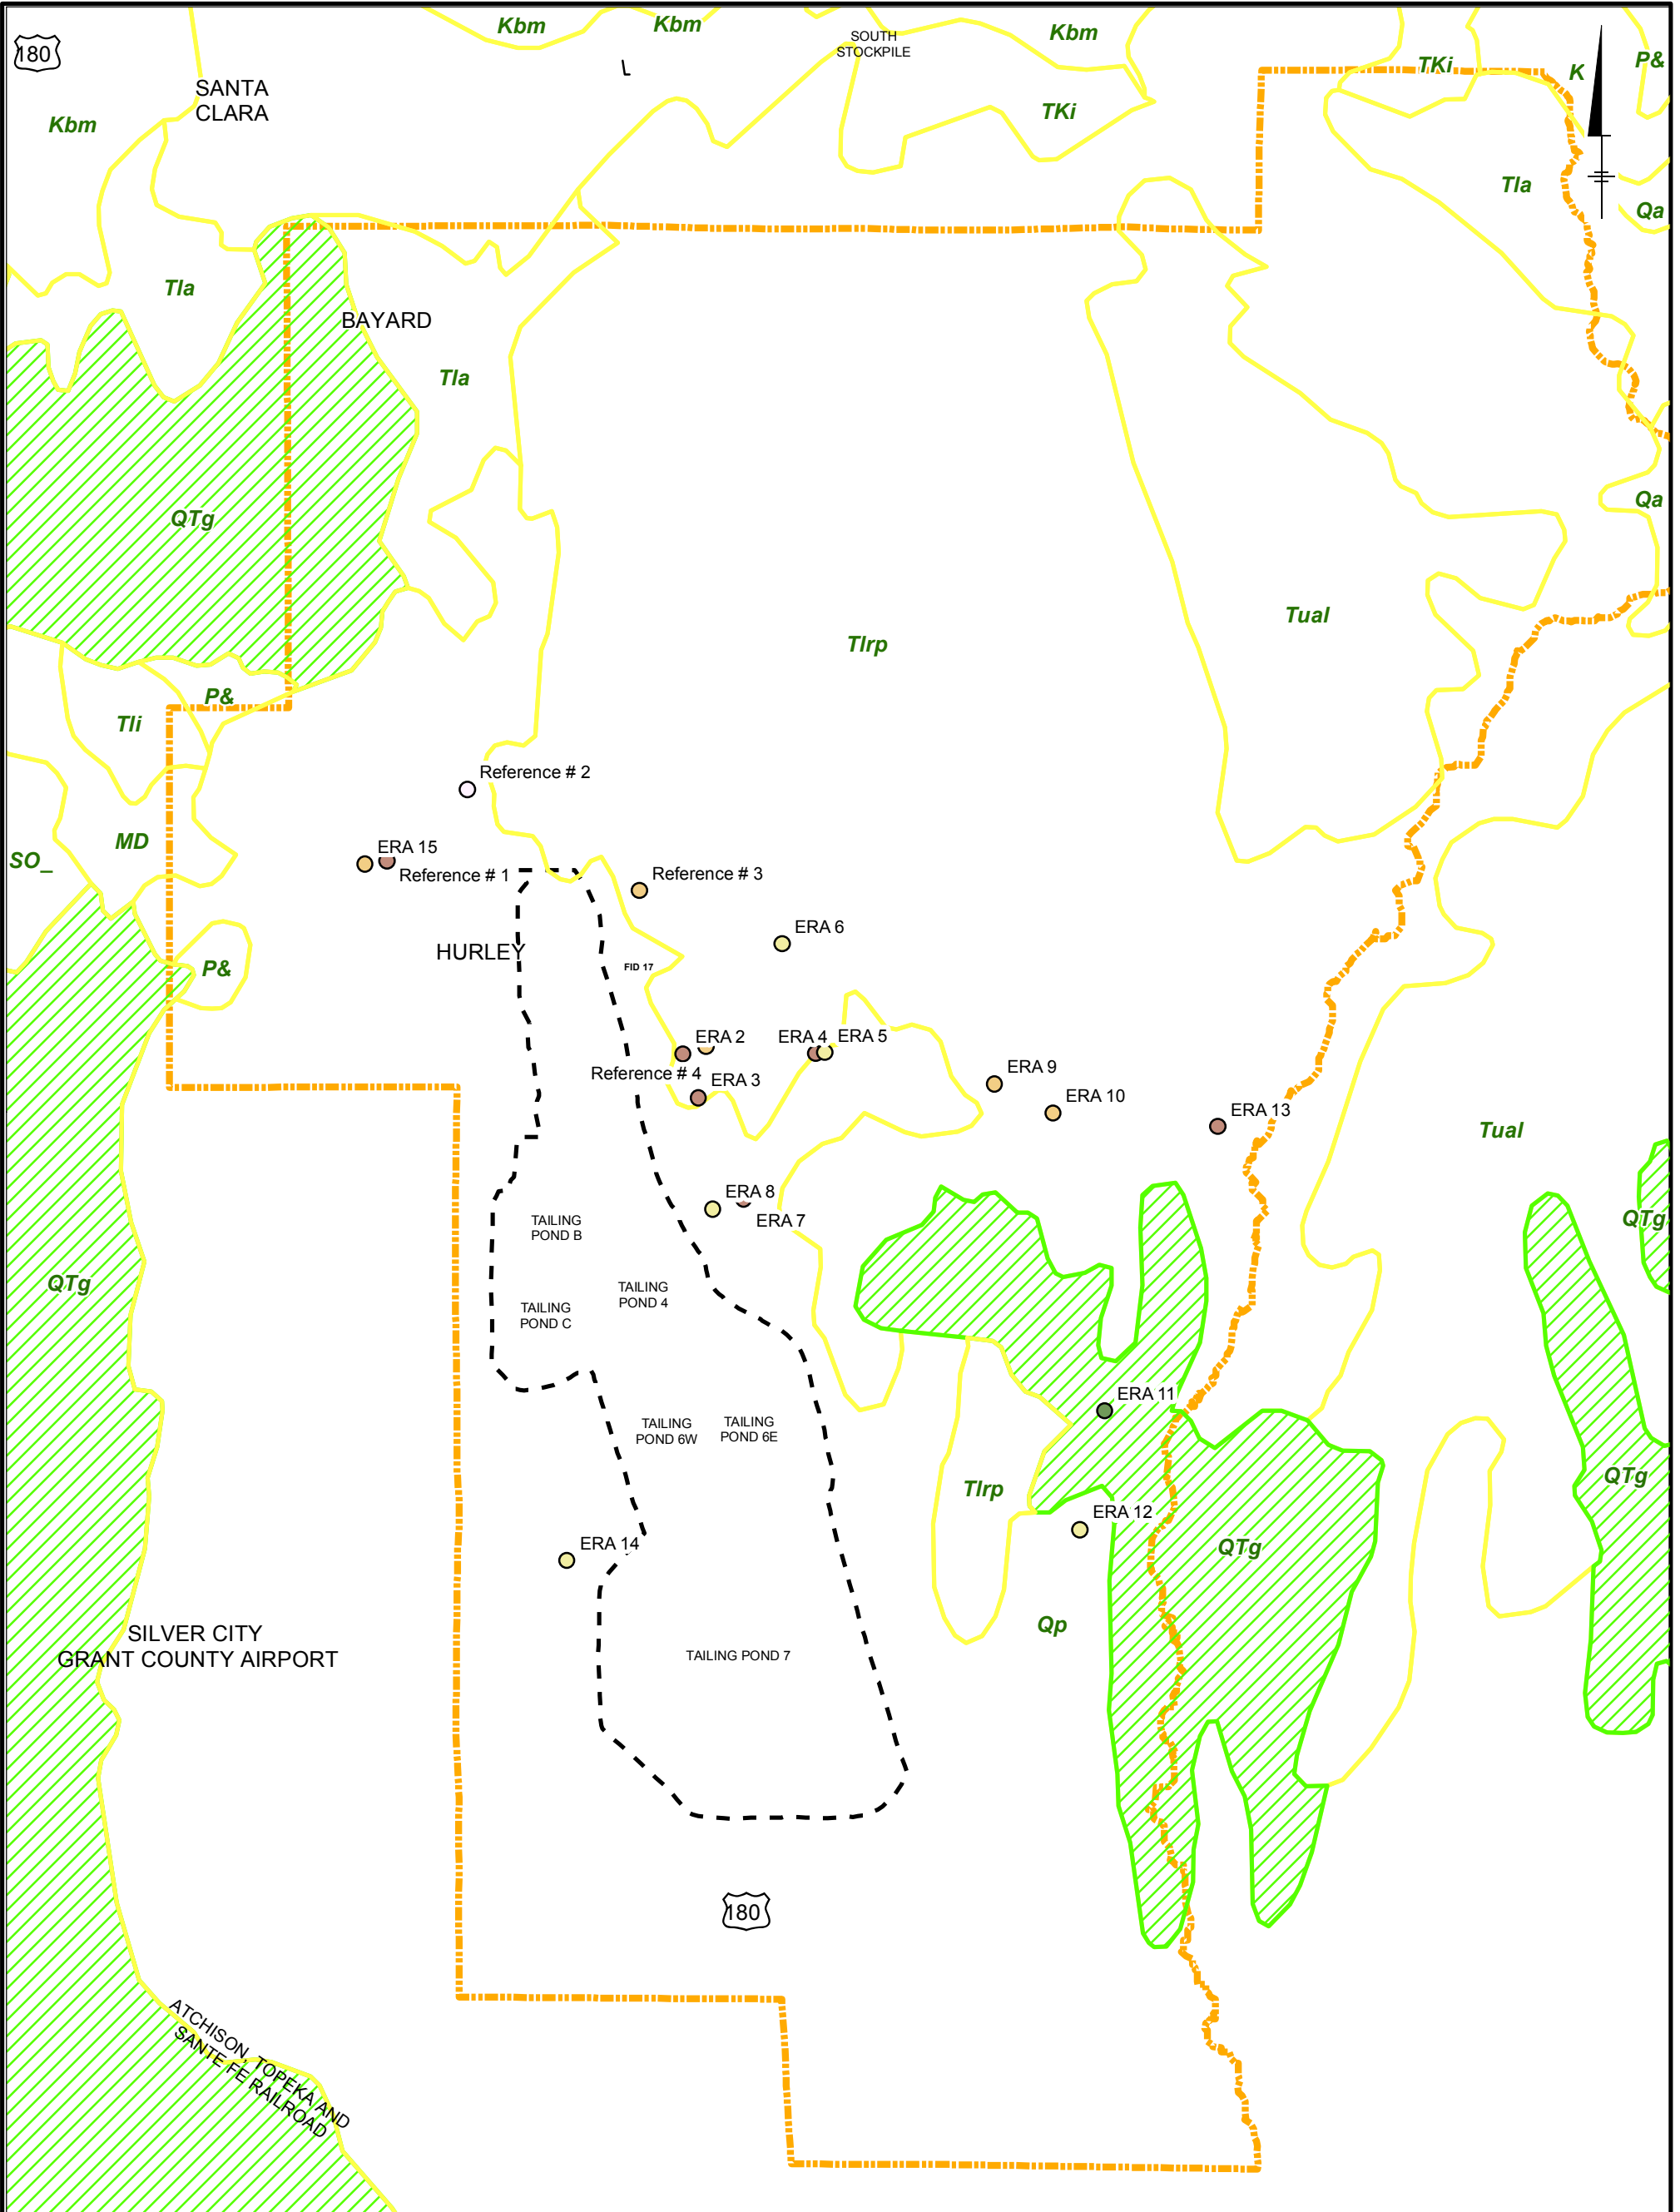 Kbm
Kbm
SOUTH
STOCKPILE
Kbm
180
SANTA
CLARA
TKi
K
P&
Kbm
TKi
Tla
Qa
Tla
BAYARD
Tla
QTg
Qa
Tual
Tlrp
P&
Tli
Reference # 2
MD
SO_
ERA 15
Reference # 1
Reference # 3
ERA 6
HURLEY
P&
FID 17
ERA 2
ERA 4
ERA 5
Reference # 4
ERA 3
ERA 9
ERA 10
ERA 13
Tual
ERA 8
ERA 7
TAILING
POND B
QTg
QTg
TAILING
POND 4
TAILING
POND C
ERA 11
TAILING
POND 6W
TAILING
POND 6E
QTg
Tlrp
ERA 12
ERA 14
QTg
Qp
SILVER CITY
GRANT COUNTY AIRPORT
TAILING POND 7
180
ATCHISON, TOPEKA AND
SANTE FE RAILROAD